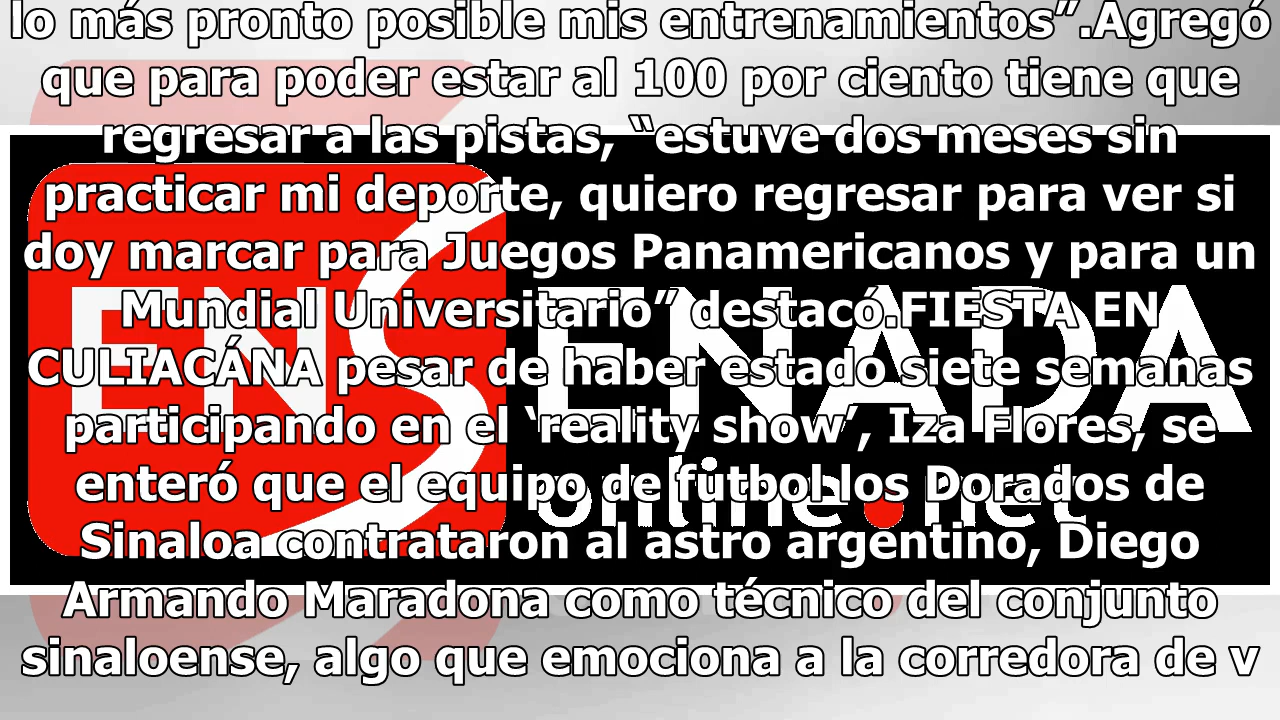 lo más pronto posible mis entrenamientos”.Agregó
que para poder estar al 100 por ciento tiene que
regresar a las pistas, “estuve dos meses sin
practicar mi deporte, quiero regresar para ver si
doy marcar para Juegos Panamericanos y para un
Mundial Universitario” destacó.FIESTA EN
CULIACÁNA pesar de haber estado siete semanas
participando en el ‘reality show’, Iza Flores, se
enteró que el equipo de fútbol los Dorados de
Sinaloa contrataron al astro argentino, Diego
Armando Maradona como técnico del conjunto
sinaloense, algo que emociona a la corredora de v
ENSENADA
online.net